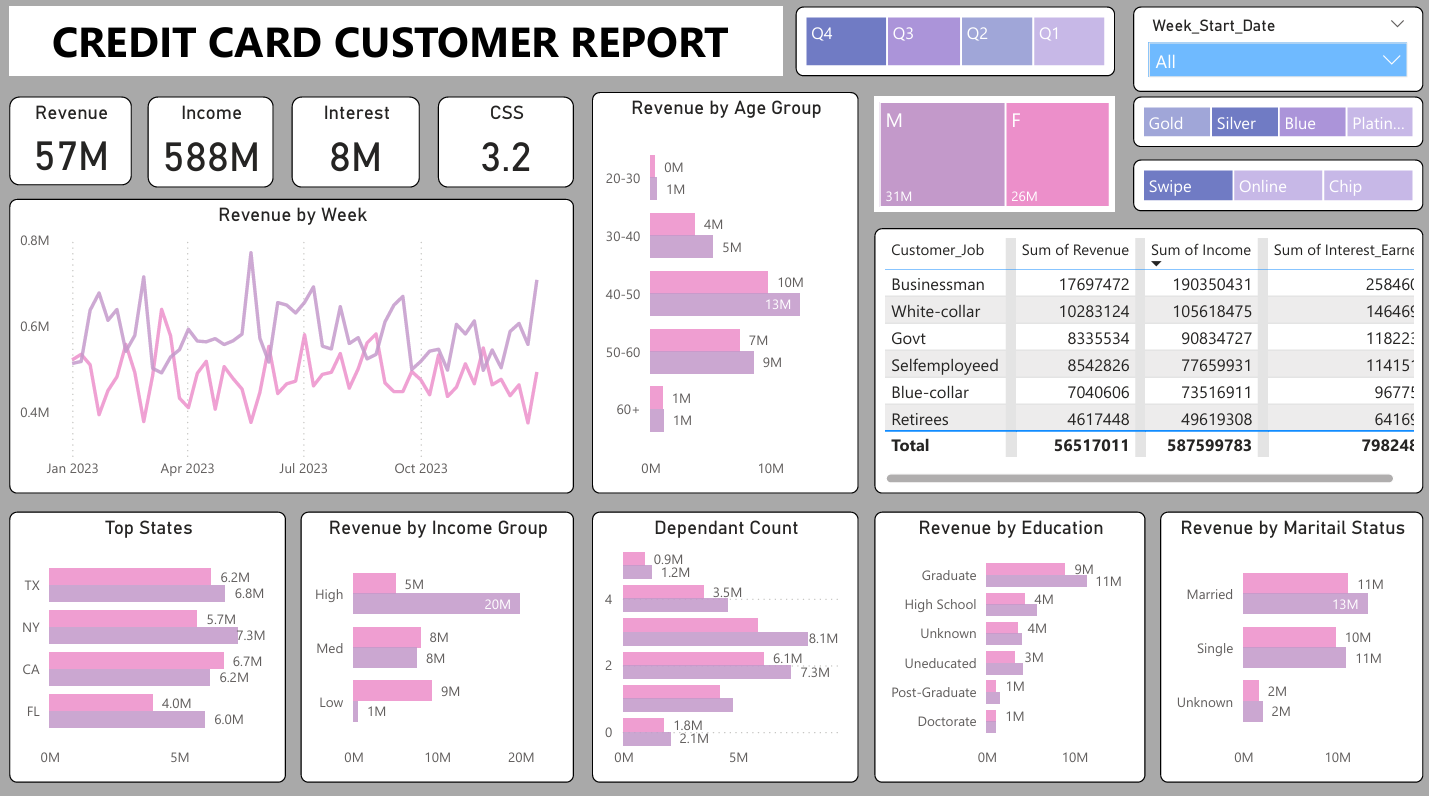 CREDIT CARD CUSTOMER REPORT
Q4 Q3 Q2 Q1
Week_Start_Date
All
Revenue
57M
Income
588M
Interest
8M
CSS
3.2
Gold Silver Blue Platin...
Swipe Online Chip
M
31M
F
26M
Revenue by Week
0.8M
0.6M
0.4M
Jan 2023 Apr 2023 Jul 2023 Oct 2023
Revenue by Age Group
20-30 0M 1M
30-40 4M 5M
40-50 10M 13M
50-60 7M 9M
60+ 1M 1M
0M 10M
Customer_Job Sum of Revenue Sum of Income Sum of Interest_Earne
Businessman 17697472 190350431 258460
White-collar 10283124 105618475 146469
Govt 8335534 90834727 118223
Selfemployeed 8542826 77659931 114151
Blue-collar 7040606 73516911 96775
Retirees 4617448 49619308 64169
Total 56517011 587599783 798248
Top States
TX 6.2M 6.8M
NY 5.7M 7.3M
CA 6.7M 6.2M
FL 4.0M 6.0M
0M 5M
Revenue by Income Group
High 5M 20M
Med 8M 8M
Low 9M 1M
0M 10M 20M
Dependant Count
0.9M
1.2M
4 3.5M
8.1M
2 6.1M 7.3M
0 1.8M 2.1M
0M 5M
Revenue by Education
Graduate 9M 11M
High School 4M
Unknown 4M
Uneducated 3M
Post-Graduate 1M
Doctorate 1M
0M 10M
Revenue by Maritail Status
Married 11M 13M
Single 10M 11M
Unknown 2M 2M
0M 10M